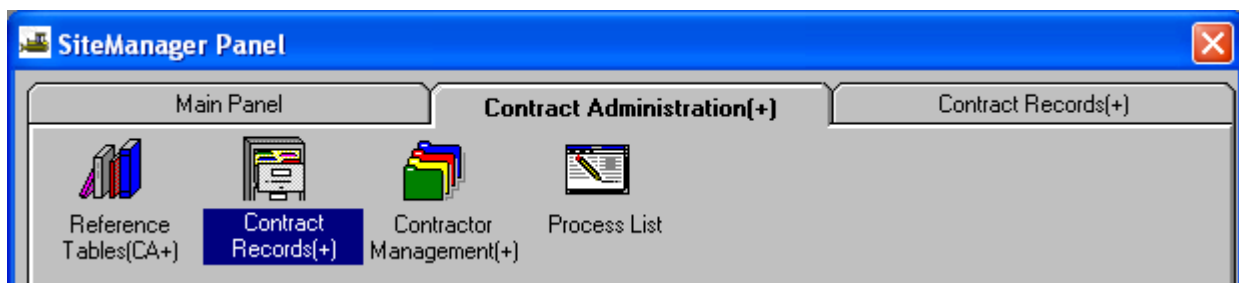 SiteManager Panel
Main Panel
Contract Administration(+)
Contract Records(+)
Reference
Tables(CA+)
Contract
Records(+)
Contractor
Management(+)
Process List